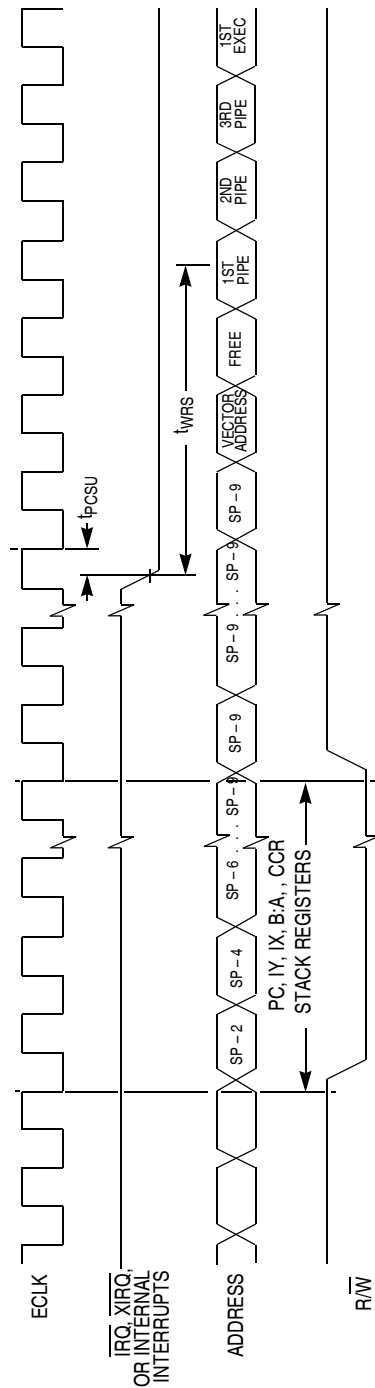 ECLK
tPCSU
IRQ, XIRQ,
OR INTERNAL
INTERRUPTS
tWRS
ADDRESS
SP – 2
SP – 4
SP – 6 . . . SP – 9
SP – 9
SP – 9 . . . SP – 9
SP – 9
VECTOR
ADDRESS
FREE
1ST
PIPE
2ND
PIPE
3RD
PIPE
1ST
EXEC
PC, IY, IX, B:A, , CCR
STACK REGISTERS
R/W